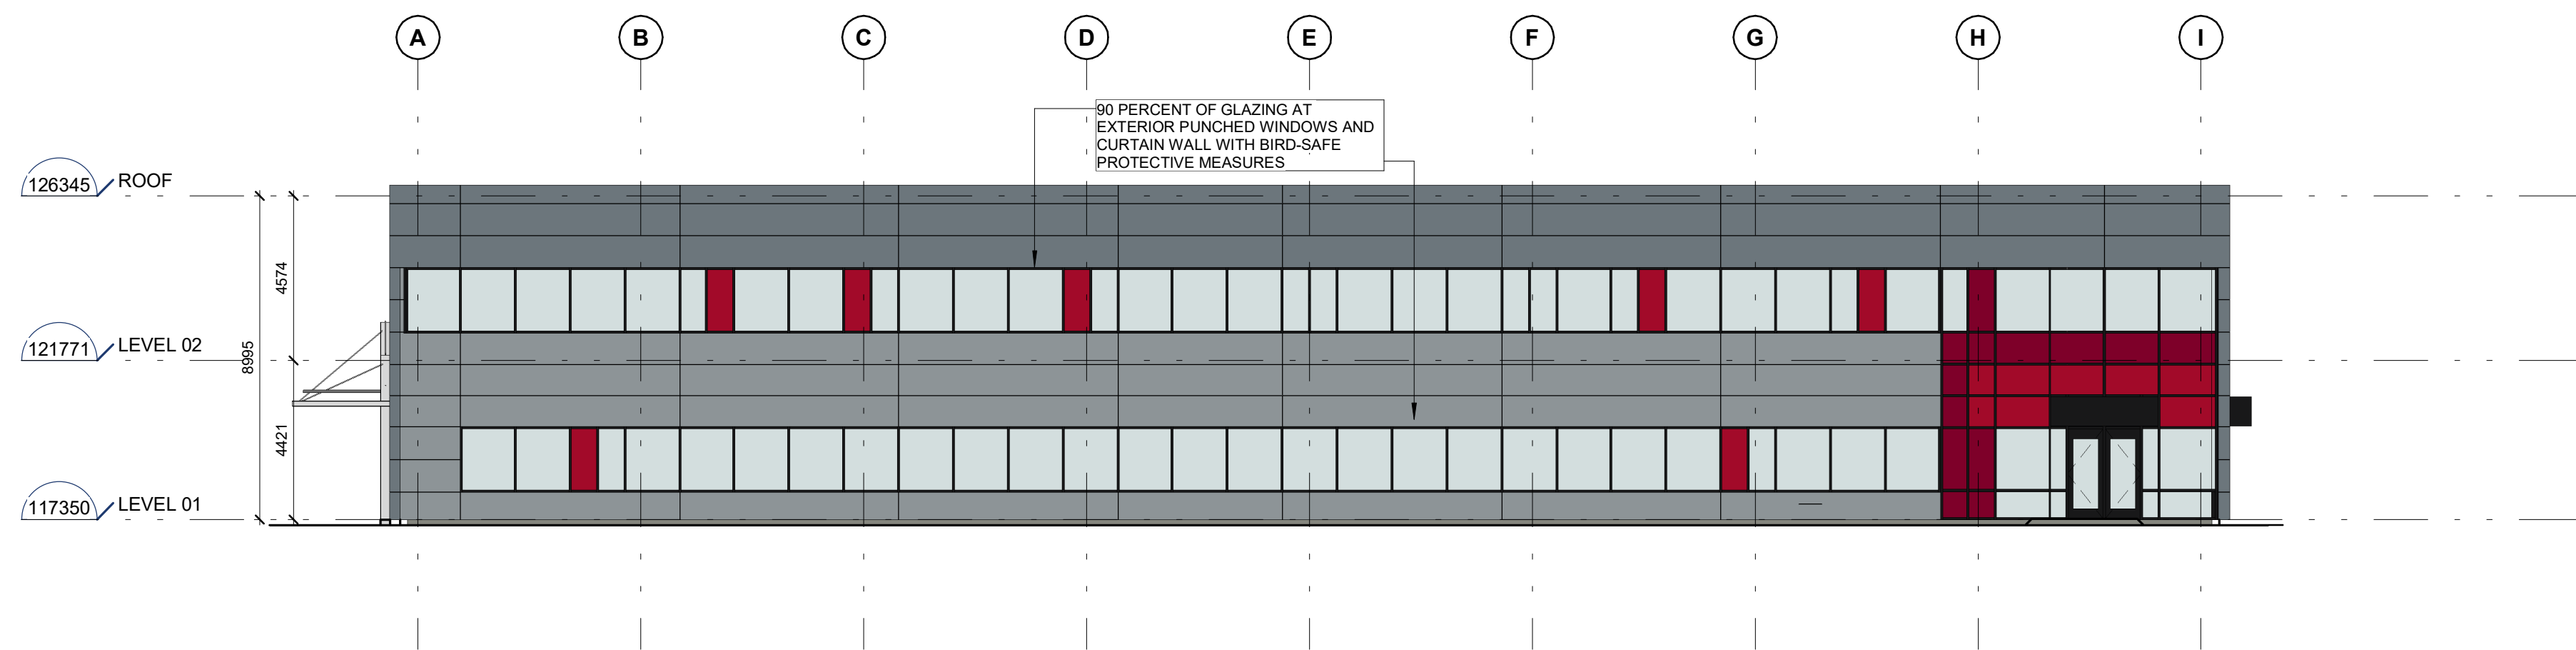 A B C D E F G H I
90 PERCENT OF GLAZING AT
EXTERIOR PUNCHED WINDOWS AND
CURTAIN WALL WITH BIRD-SAFE
PROTECTIVE MEASURES
126345 ROOF
4574
121771 LEVEL 02
8995
4421
117350 LEVEL 01